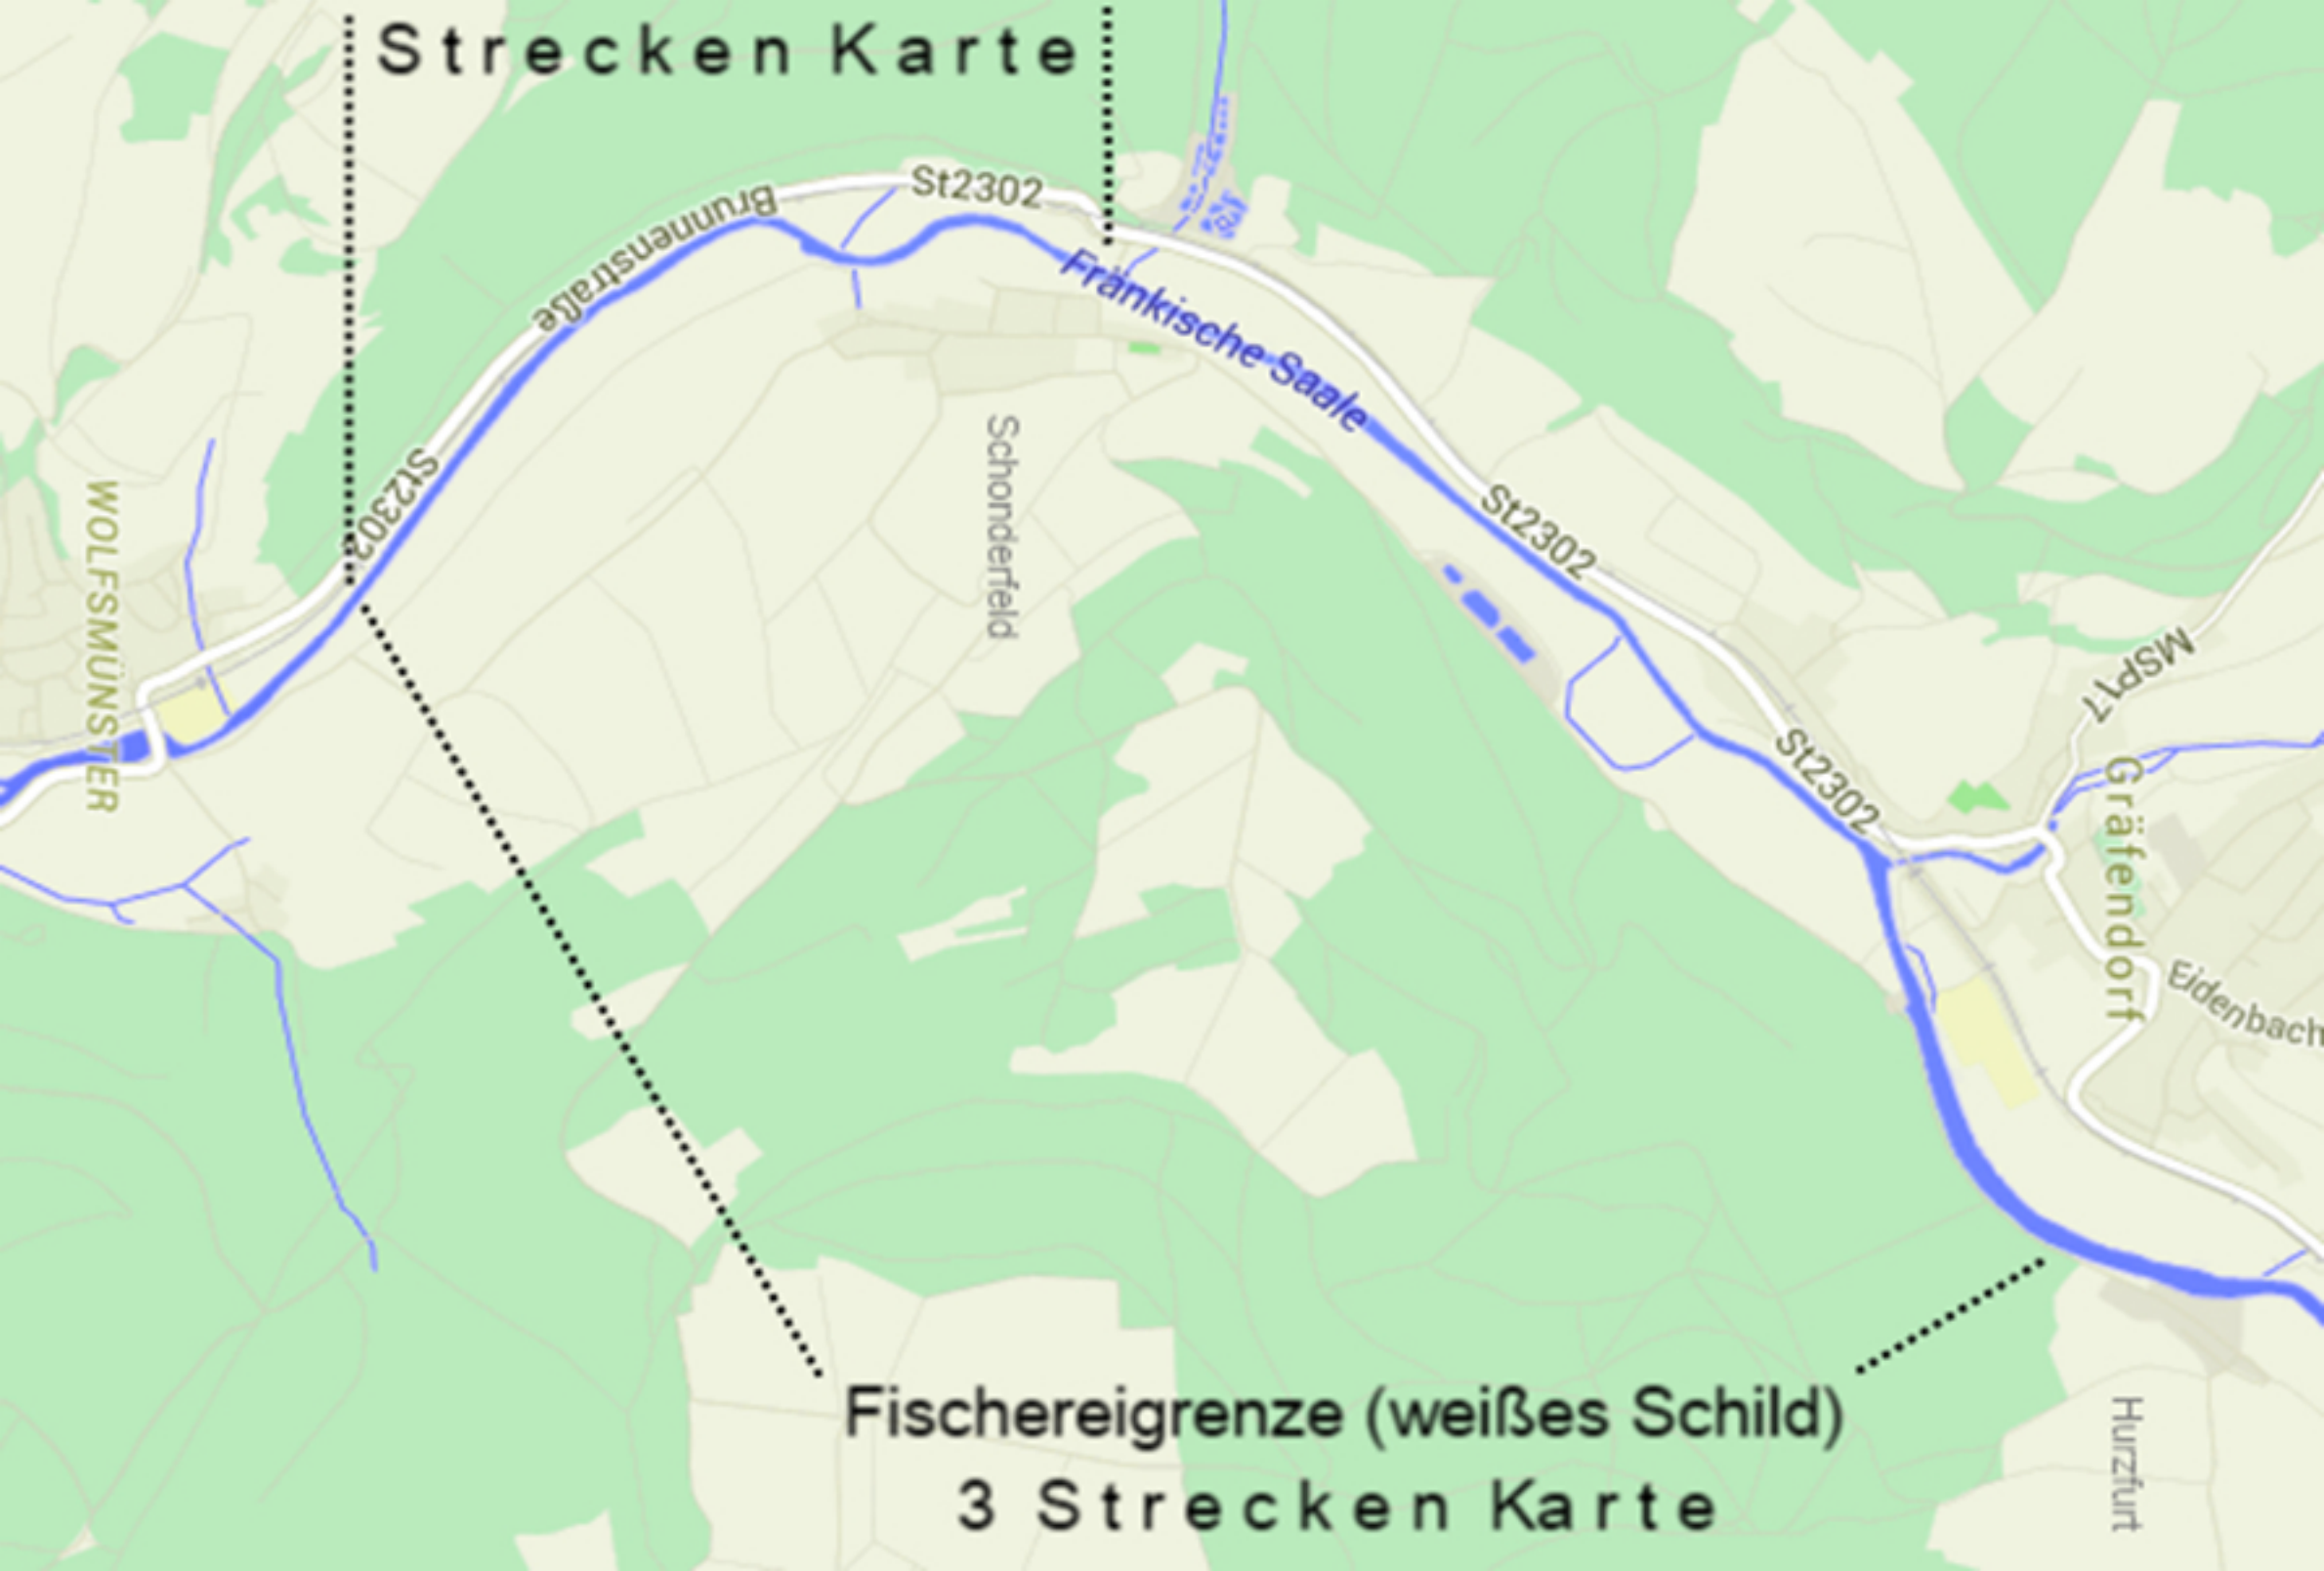 Strecken Karte
St2302
Brunnenstraße
Fränkische Saale
St2302
Schonderfeld
WOLFSMÜNSTER
St2302
MSP17
St2302
Gräfendorf
Eidenbach
Fischereigrenze (weißes Schild)
3 Strecken Karte
Hurzfurt